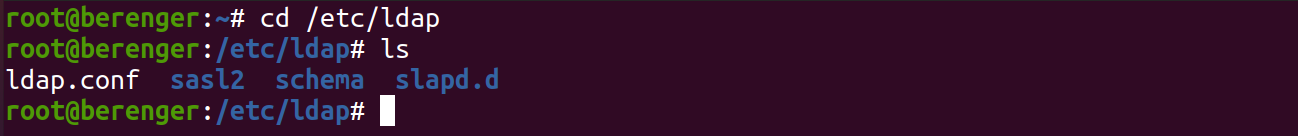 root@berenger:~# cd /etc/ldap
root@berenger:/etc/ldap# ls
ldap.conf  sasl2  schema  slapd.d
root@berenger:/etc/ldap#